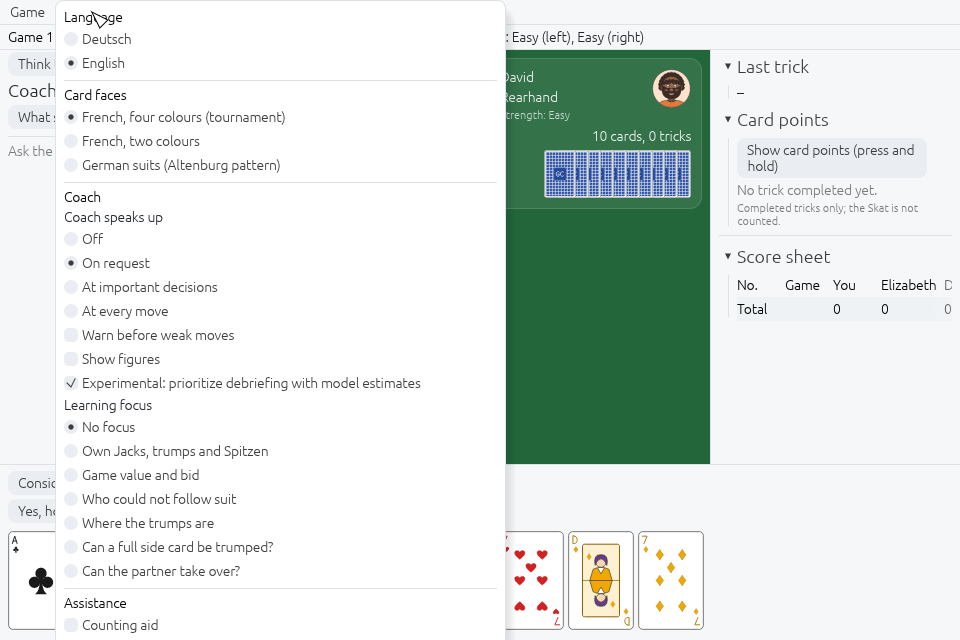 Game
Language
Deutsch
English
Card faces
French, four colours (tournament)
French, two colours
German suits (Altenburg pattern)
Coach
Coach speaks up
Off
On request
At important decisions
At every move
Warn before weak moves
Show figures
Experimental: prioritize debriefing with model estimates
Learning focus
No focus
Own Jacks, trumps and Spitzen
Game value and bid
Who could not follow suit
Where the trumps are
Can a full side card be trumped?
Can the partner take over?
Assistance
Counting aid
Game 1
: Easy (left), Easy (right)
Think
Coach
What
Ask the
David
Rearhand
trength: Easy
10 cards, 0 tricks
GC
Last trick
–
Card points
Show card points (press and
hold)
No trick completed yet.
Completed tricks only; the Skat is not
counted.
Score sheet
No. Game You Elizabeth D
Total 0 0 0
Yes,
A
7
D
D
7
7